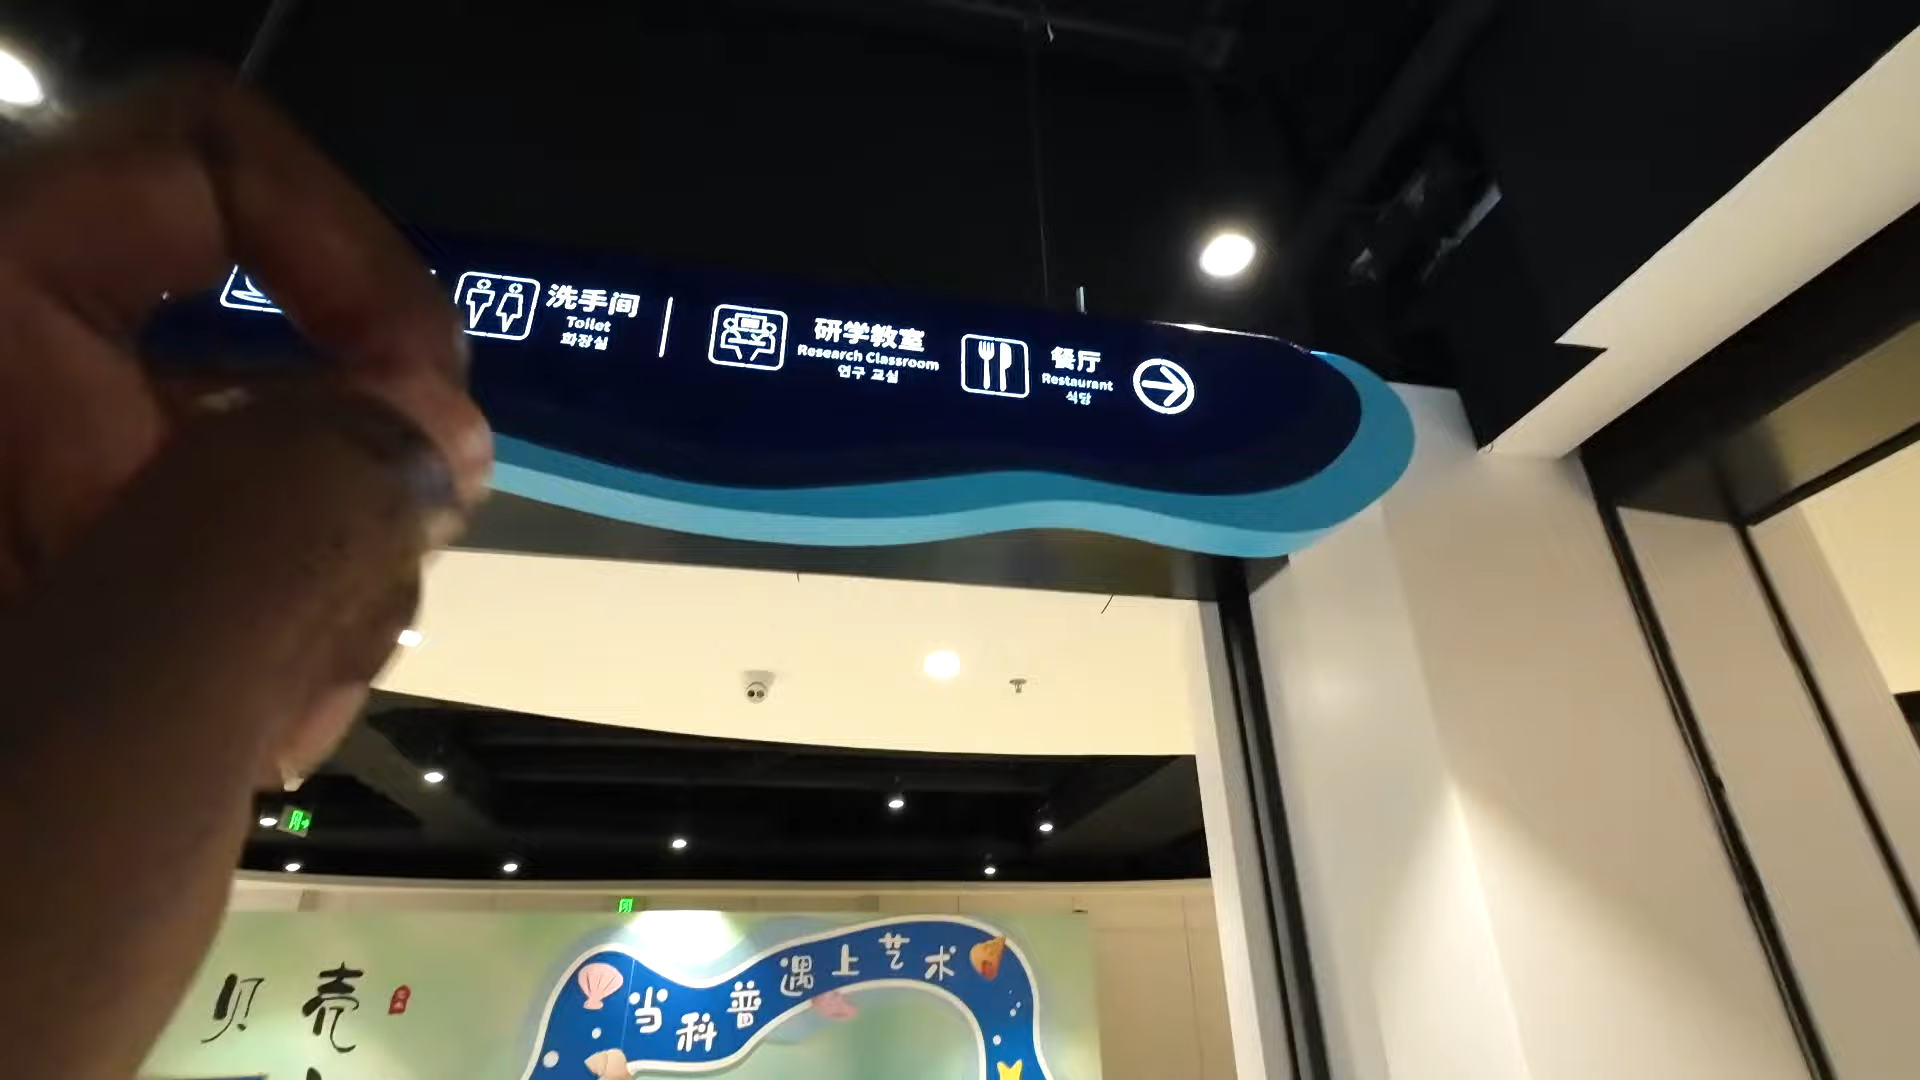 洗手间
Toilet
화장실
研学教室
Research Classroom
연구 교실
餐厅
Restaurant
식당
当科普遇上艺术
贝壳